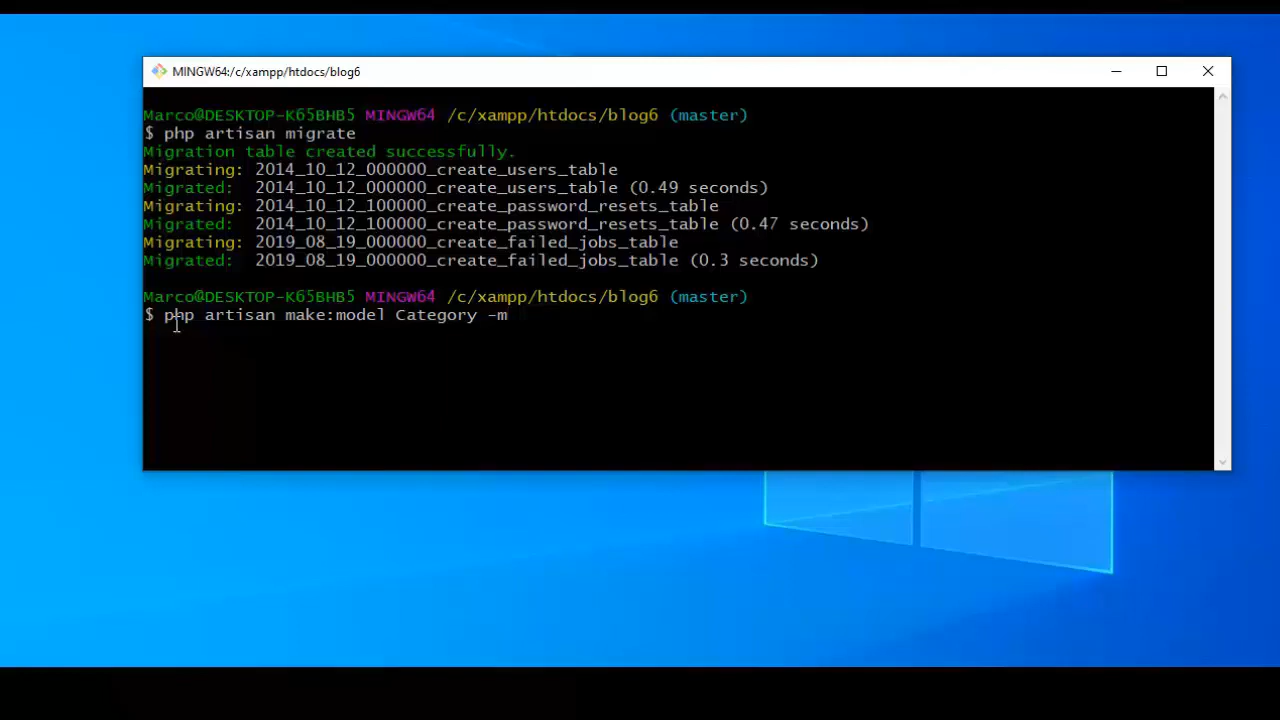 MINGW64:/c/xampp/htdocs/blog6
Marco@DESKTOP-K65BHB5 MINGW64 /c/xampp/htdocs/blog6 (master)
$ php artisan migrate
Migration table created successfully.
Migrating: 2014_10_12_000000_create_users_table
Migrated:  2014_10_12_000000_create_users_table (0.49 seconds)
Migrating: 2014_10_12_100000_create_password_resets_table
Migrated:  2014_10_12_100000_create_password_resets_table (0.47 seconds)
Migrating: 2019_08_19_000000_create_failed_jobs_table
Migrated:  2019_08_19_000000_create_failed_jobs_table (0.3 seconds)
Marco@DESKTOP-K65BHB5 MINGW64 /c/xampp/htdocs/blog6 (master)
$ php artisan make:model Category -m